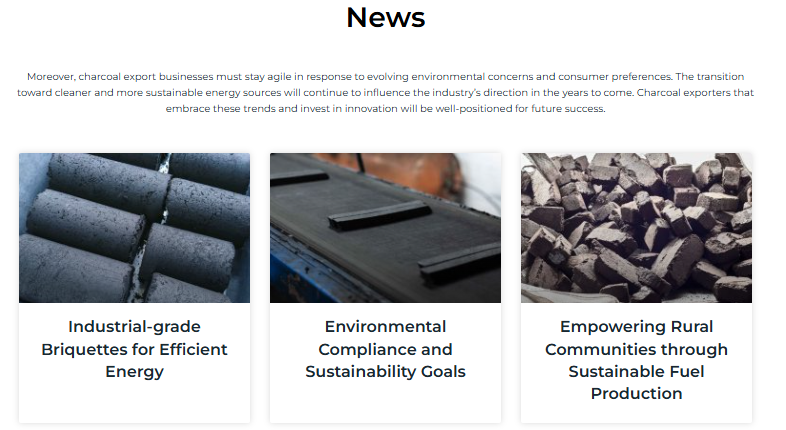 News
Moreover, charcoal export businesses must stay agile in response to evolving environmental concerns and consumer preferences. The transition
toward cleaner and more sustainable energy sources will continue to influence the industry's direction in the years to come. Charcoal exporters that
embrace these trends and invest in innovation will be well-positioned for future success.
Industrial-grade
Briquettes for Efficient
Energy
Environmental
Compliance and
Sustainability Goals
Empowering Rural
Communities through
Sustainable Fuel
Production